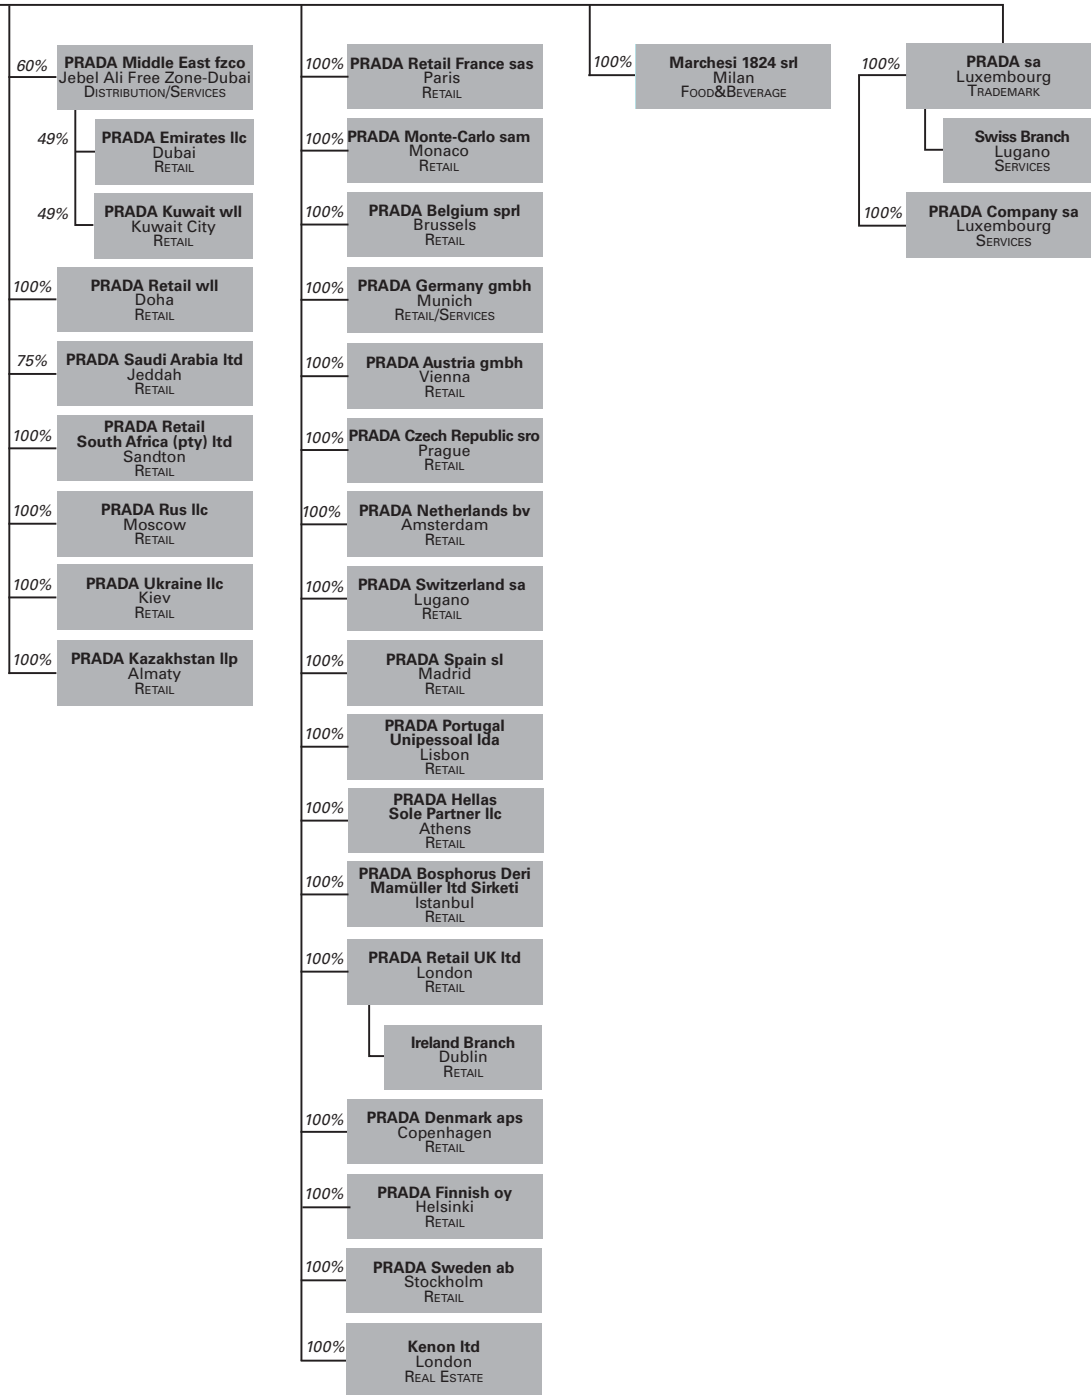 60%
PRADA Middle East fzco
Jebel Ali Free Zone-Dubai
DISTRIBUTION/SERVICES
49%
PRADA Emirates llc
Dubai
RETAIL
49%
PRADA Kuwait wll
Kuwait City
RETAIL
100%
PRADA Retail wll
Doha
RETAIL
75%
PRADA Saudi Arabia ltd
Jeddah
RETAIL
100%
PRADA Retail
South Africa (pty) ltd
Sandton
RETAIL
100%
PRADA Rus llc
Moscow
RETAIL
100%
PRADA Ukraine llc
Kiev
RETAIL
100%
PRADA Kazakhstan llp
Almaty
RETAIL
100%
PRADA Retail France sas
Paris
RETAIL
100%
PRADA Monte-Carlo sam
Monaco
RETAIL
100%
PRADA Belgium sprl
Brussels
RETAIL
100%
PRADA Germany gmbh
Munich
RETAIL/SERVICES
100%
PRADA Austria gmbh
Vienna
RETAIL
100%
PRADA Czech Republic sro
Prague
RETAIL
100%
PRADA Netherlands bv
Amsterdam
RETAIL
100%
PRADA Switzerland sa
Lugano
RETAIL
100%
PRADA Spain sl
Madrid
RETAIL
100%
PRADA Portugal
Unipessoal lda
Lisbon
RETAIL
100%
PRADA Hellas
Sole Partner llc
Athens
RETAIL
100%
PRADA Bosphorus Deri
Mamüller ltd Sirketi
Istanbul
RETAIL
100%
PRADA Retail UK ltd
London
RETAIL
Ireland Branch
Dublin
RETAIL
100%
PRADA Denmark aps
Copenhagen
RETAIL
100%
PRADA Finnish oy
Helsinki
RETAIL
100%
PRADA Sweden ab
Stockholm
RETAIL
100%
Kenon ltd
London
REAL ESTATE
100%
Marchesi 1824 srl
Milan
FOOD&BEVERAGE
100%
PRADA sa
Luxembourg
TRADEMARK
Swiss Branch
Lugano
SERVICES
100%
PRADA Company sa
Luxembourg
SERVICES